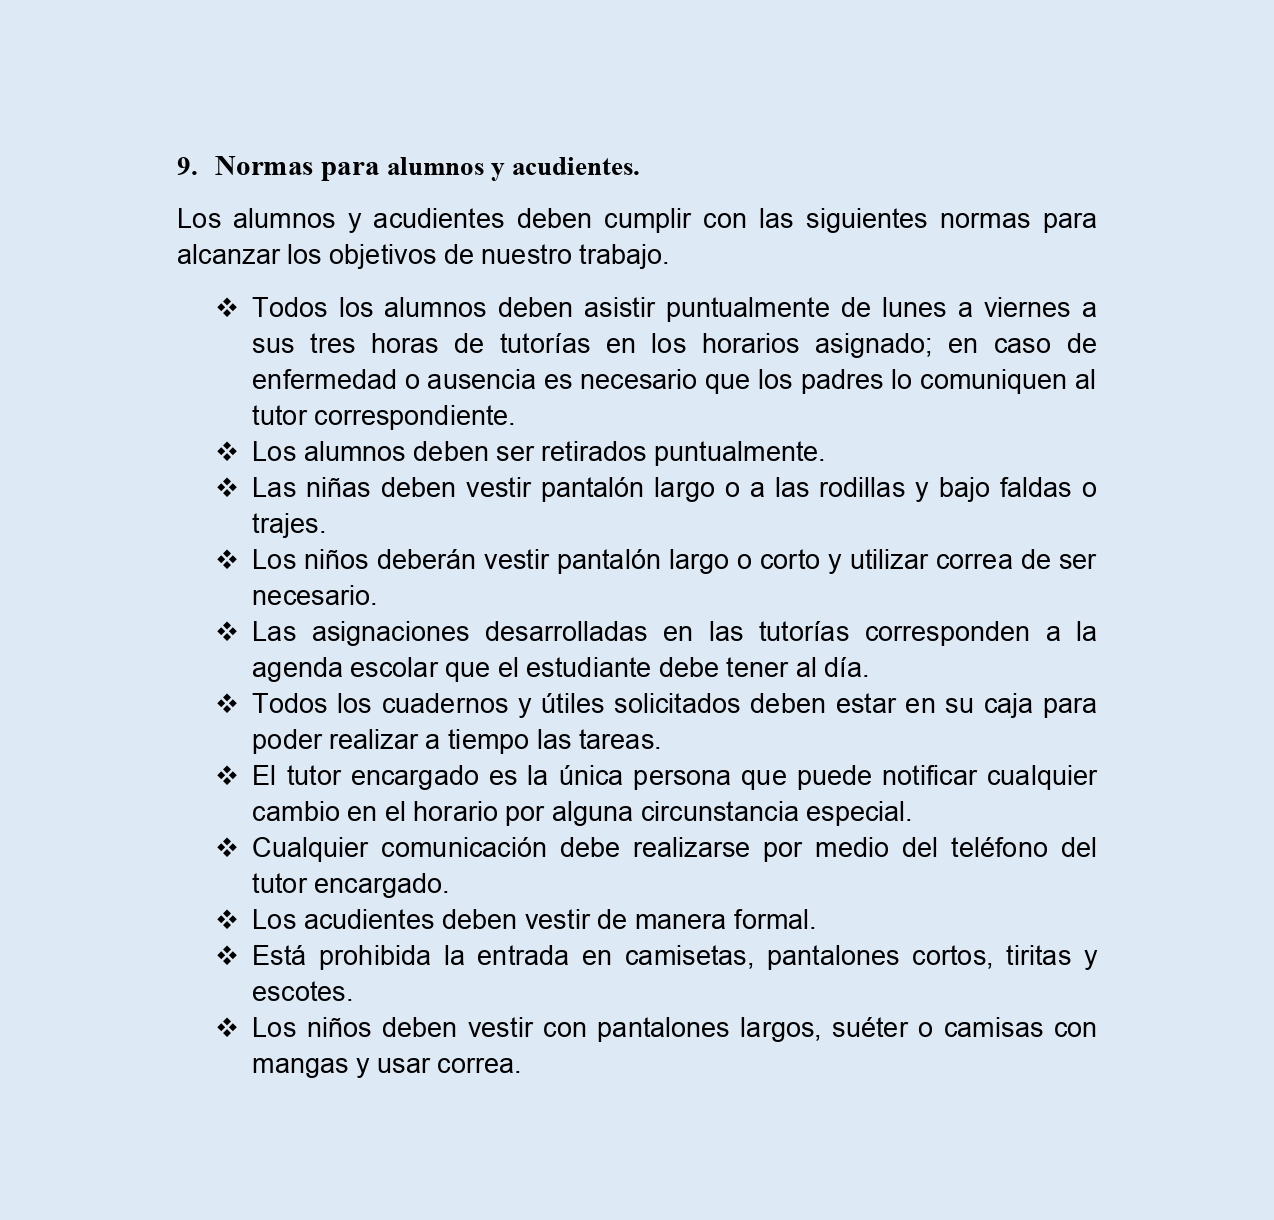 9. Normas para alumnos y acudientes.
Los alumnos y acudientes deben cumplir con las siguientes normas para
alcanzar los objetivos de nuestro trabajo.
❖ Todos los alumnos deben asistir puntualmente de lunes a viernes a
sus tres horas de tutorías en los horarios asignado; en caso de
enfermedad o ausencia es necesario que los padres lo comuniquen al
tutor correspondiente.
❖ Los alumnos deben ser retirados puntualmente.
❖ Las niñas deben vestir pantalón largo o a las rodillas y bajo faldas o
trajes.
❖ Los niños deberán vestir pantalón largo o corto y utilizar correa de ser
necesario.
❖ Las asignaciones desarrolladas en las tutorías corresponden a la
agenda escolar que el estudiante debe tener al día.
❖ Todos los cuadernos y útiles solicitados deben estar en su caja para
poder realizar a tiempo las tareas.
❖ El tutor encargado es la única persona que puede notificar cualquier
cambio en el horario por alguna circunstancia especial.
❖ Cualquier comunicación debe realizarse por medio del teléfono del
tutor encargado.
❖ Los acudientes deben vestir de manera formal.
❖ Está prohibida la entrada en camisetas, pantalones cortos, tiritas y
escotes.
❖ Los niños deben vestir con pantalones largos, suéter o camisas con
mangas y usar correa.